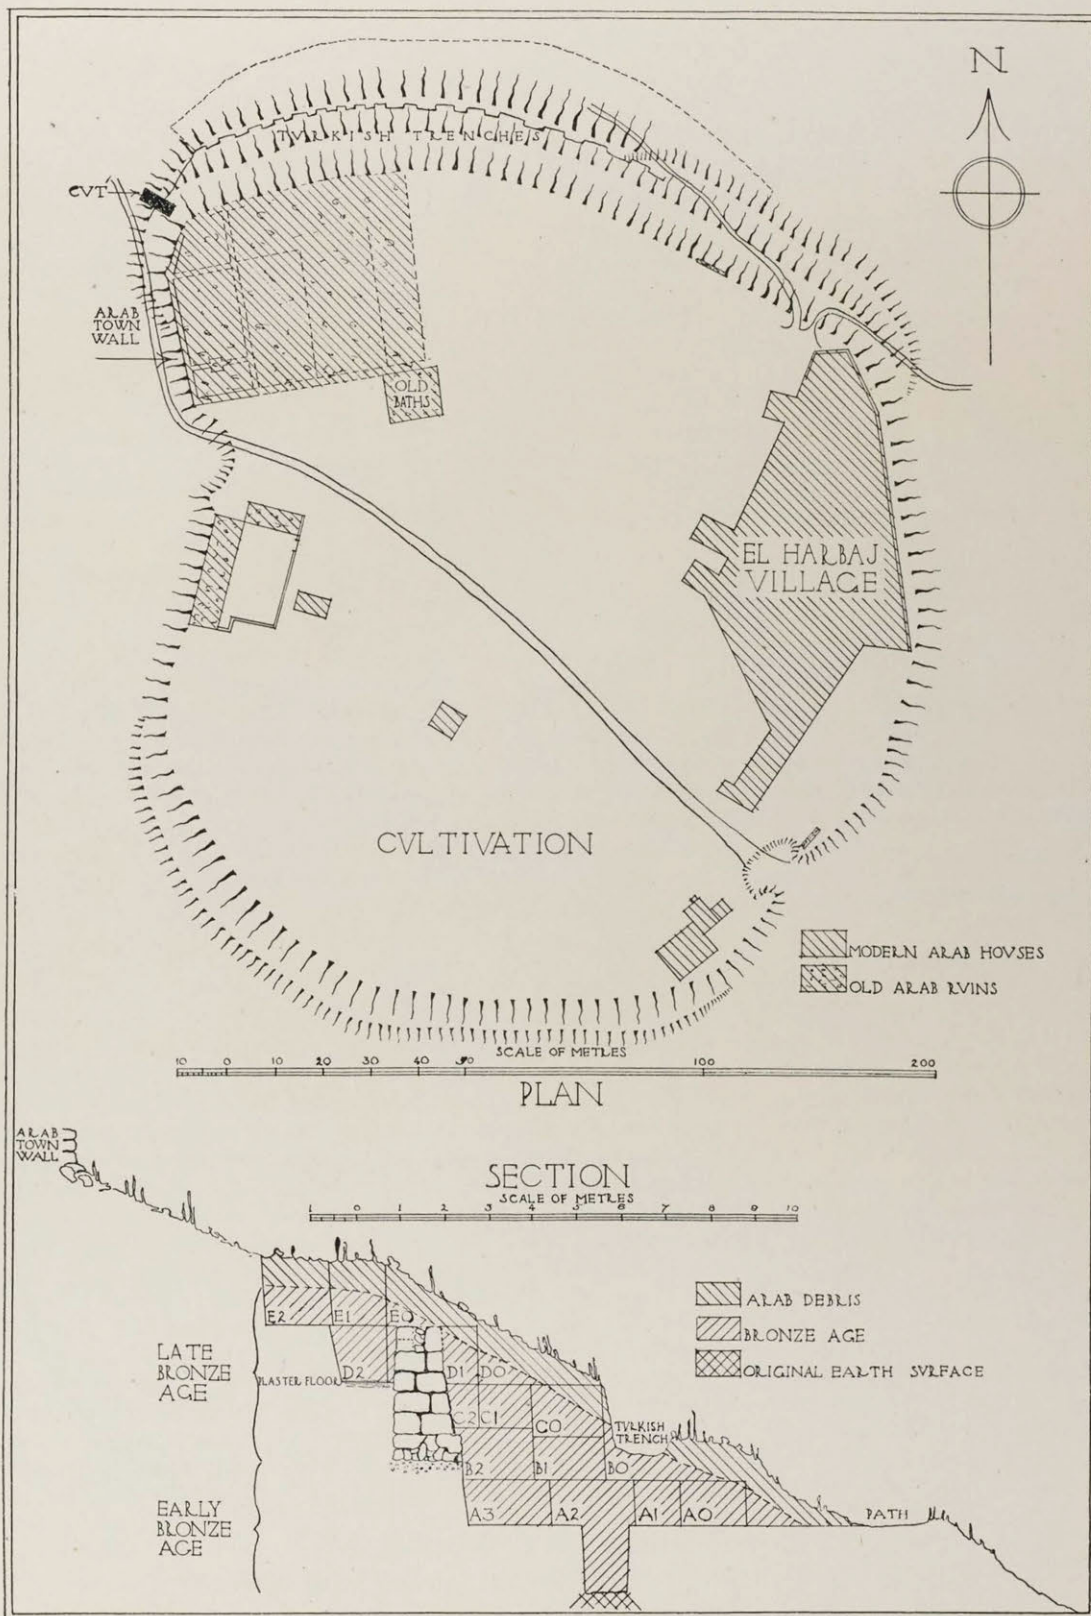 N
TVRKISH TRENCHES
CVT
ARAB
TOWN
WALL
OLD
BATHS
EL HARBAJ
VILLAGE
CVLTIVATION
MODERN ARAB HOVSES
OLD ARAB RVINS
SCALE OF METRES
10 0 10 20 30 40 50 100 200
PLAN
ARAB
TOWN
WALL
SECTION
SCALE OF METRES
1 0 1 2 3 4 5 6 7 8 9 10
ARAB DEBRIS
BRONZE AGE
ORIGINAL EARTH SVRFACE
E2 E1 E0
LATE
BRONZE
AGE
D2 D1 D0
PLASTER FLOOR
C2 C1 C0
TVRKISH
TRENCH
B2 B1 B0
EARLY
BRONZE
AGE
A3 A2 A1 A0
PATH